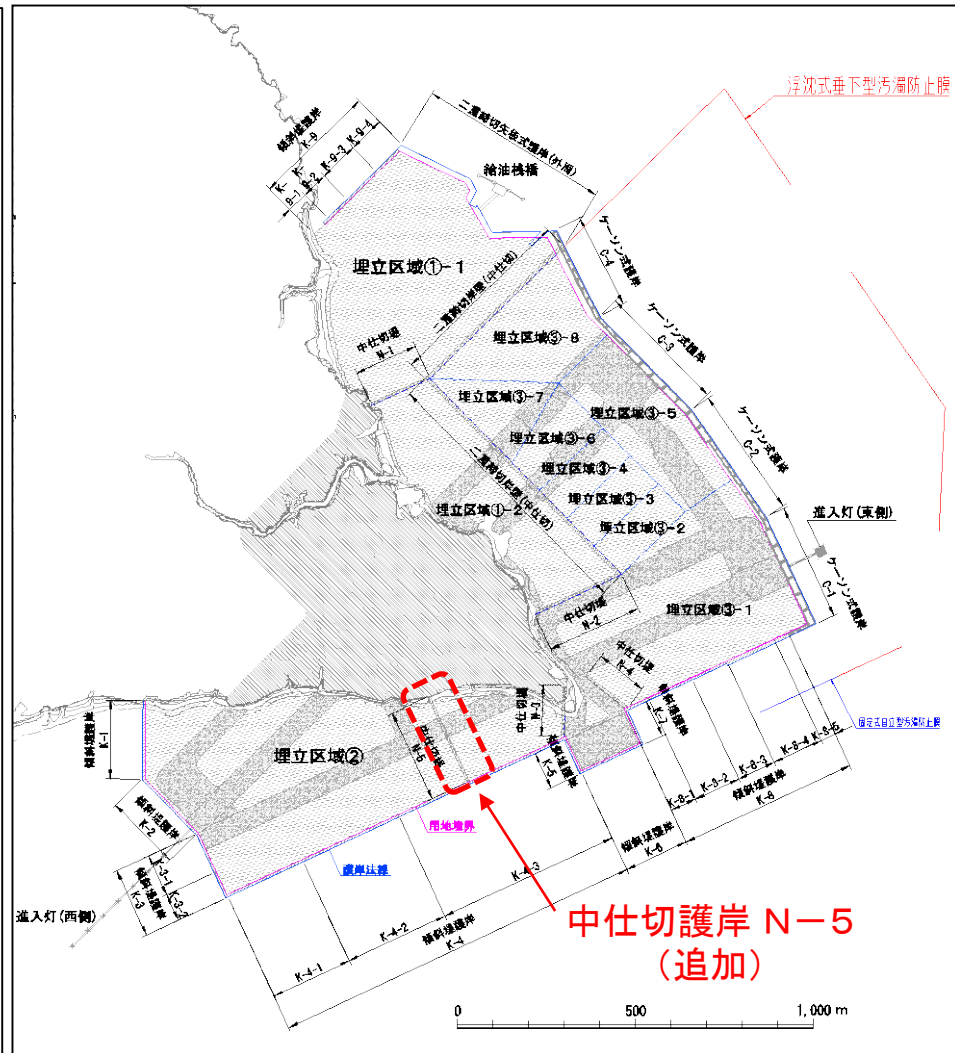 浮沈式垂下型汚濁防止膜
二重締切矢板式護岸(外周)
給油桟橋
傾斜堤護岸
K-9
K-9-4
K-9-3
埋立区域①-1
ケーソン式護岸
C-4
中仕切堤
N-1
埋立区域③-8
ケーソン式護岸
C-3
埋立区域③-7
埋立区域③-5
埋立区域③-6
ケーソン式護岸
C-2
埋立区域③-4
埋立区域③-3
埋立区域①-2
埋立区域③-2
進入灯(東側)
ケーソン式護岸
C-1
中仕切堤
N-2
埋立区域③-1
中仕切堤
N-4
傾斜堤護岸
K-7
中仕切堤
N-3
傾斜堤護岸
K-1
固定式自立型汚濁防止膜
埋立区域②
中仕切堤
N-5
傾斜堤護岸
K-5
K-8-5
K-8-4
K-8-3
K-8-2
K-8-1
傾斜堤護岸
K-8
傾斜堤護岸
K-2
用地境界
護岸法線
傾斜堤護岸
K-6
K-3-1
K-3-2
傾斜堤護岸
K-3
進入灯(西側)
K-4-3
K-4-2
K-4-1
傾斜堤護岸
K-4
中仕切護岸 N-5
(追加)
0 500 1,000 m